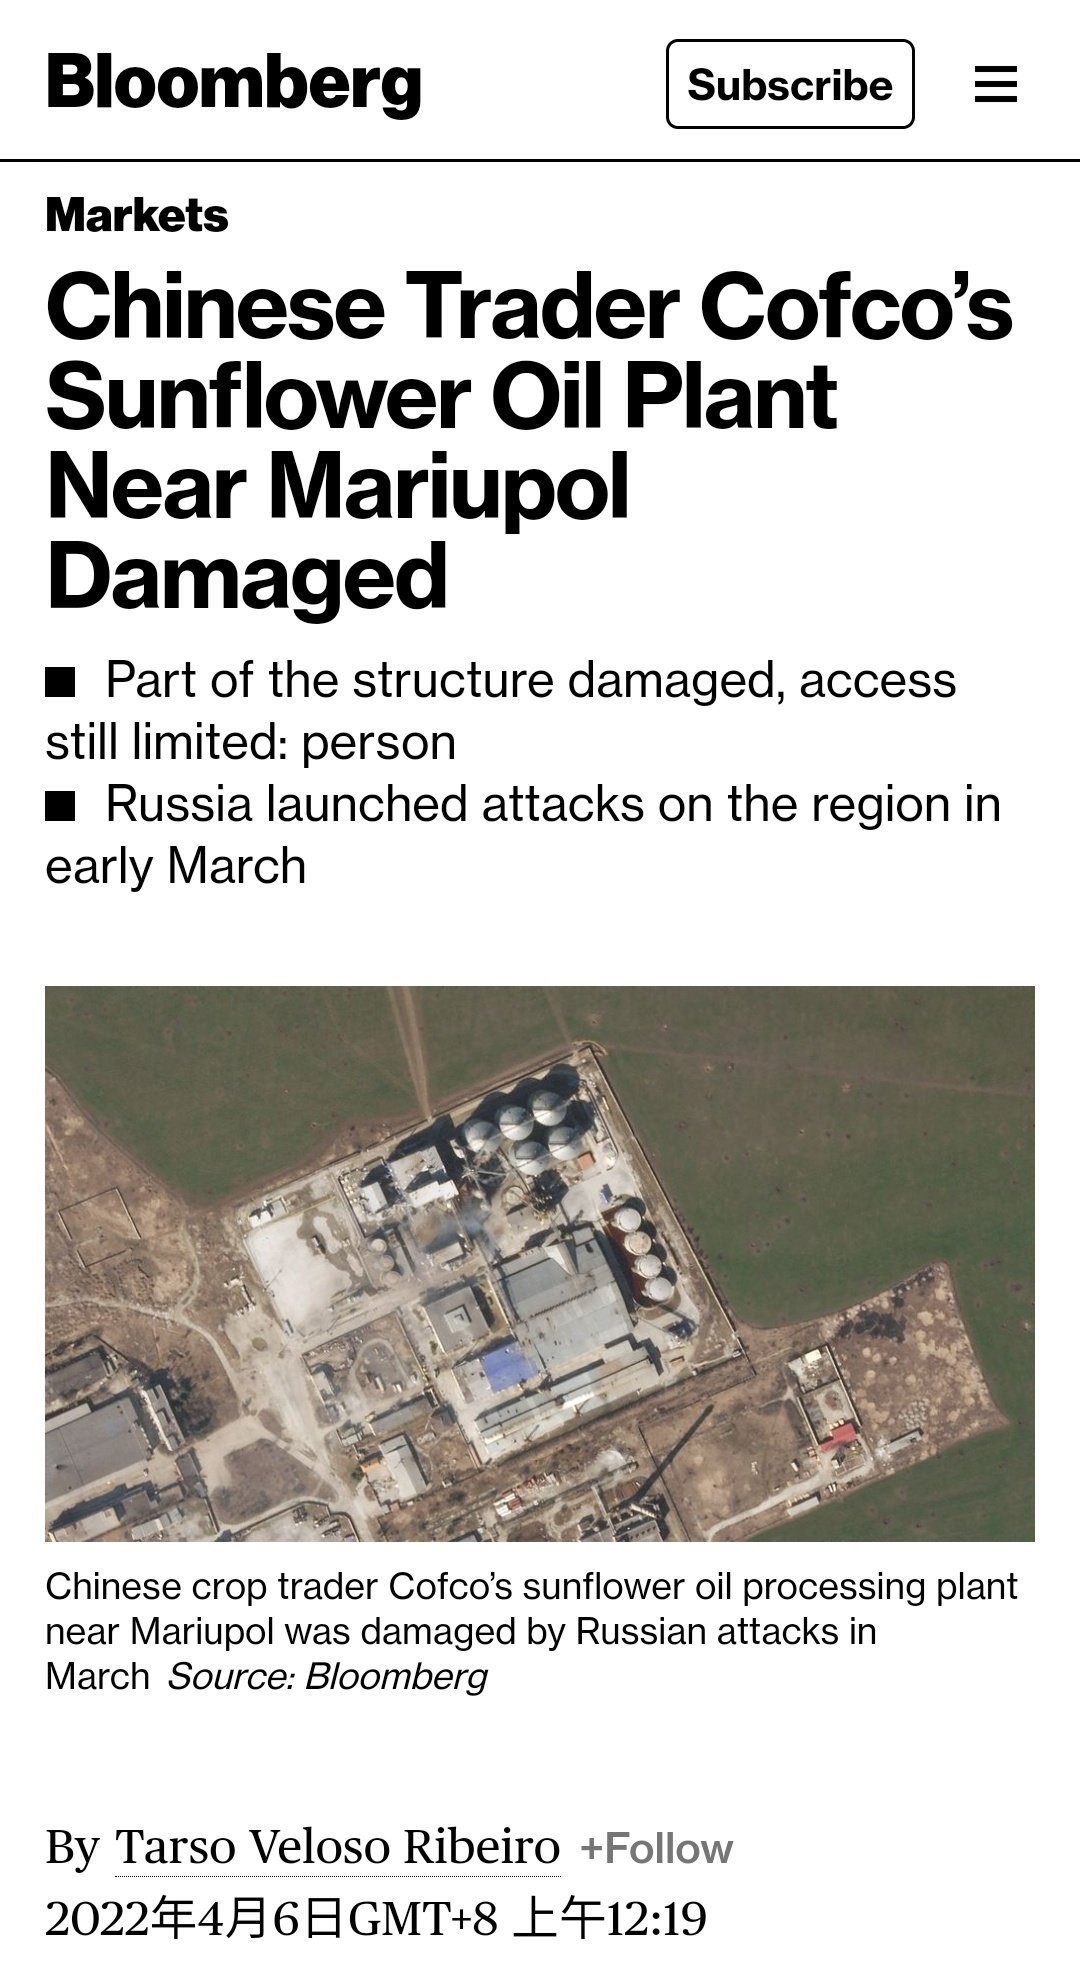 Bloomberg
Subscribe
Markets
Chinese Trader Cofco’s
Sunflower Oil Plant
Near Mariupol
Damaged
■ Part of the structure damaged, access
still limited: person
■ Russia launched attacks on the region in
early March
Chinese crop trader Cofco’s sunflower oil processing plant
near Mariupol was damaged by Russian attacks in
March Source: Bloomberg
By Tarso Veloso Ribeiro +Follow
2022年4月6日GMT+8 上午12:19